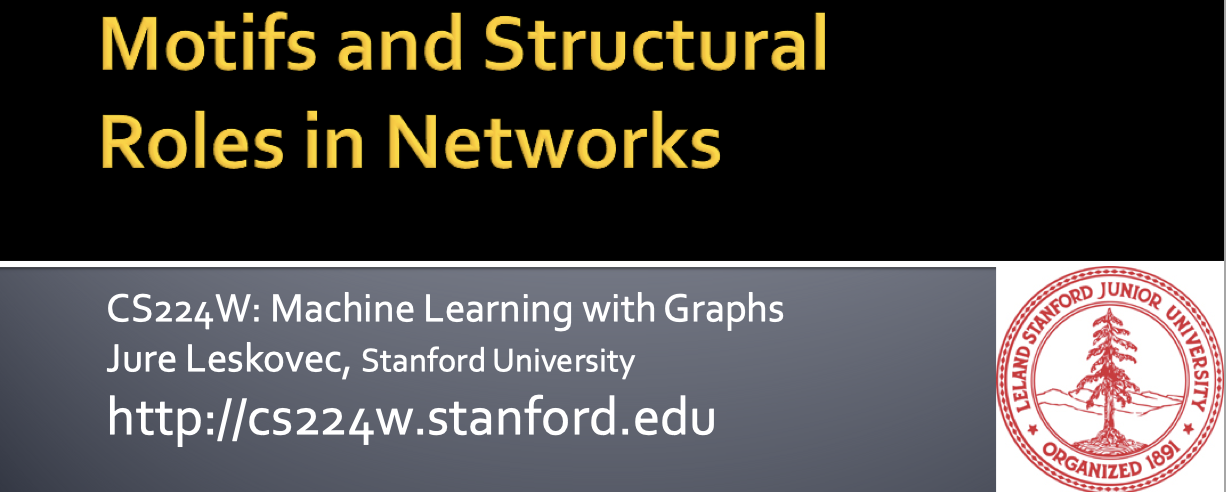 Motifs and Structural
Roles in Networks
CS224W: Machine Learning with Graphs
Jure Leskovec, Stanford University
http://cs224w.stanford.edu
LELAND STANFORD JUNIOR UNIVERSITY
ORGANIZED 1891